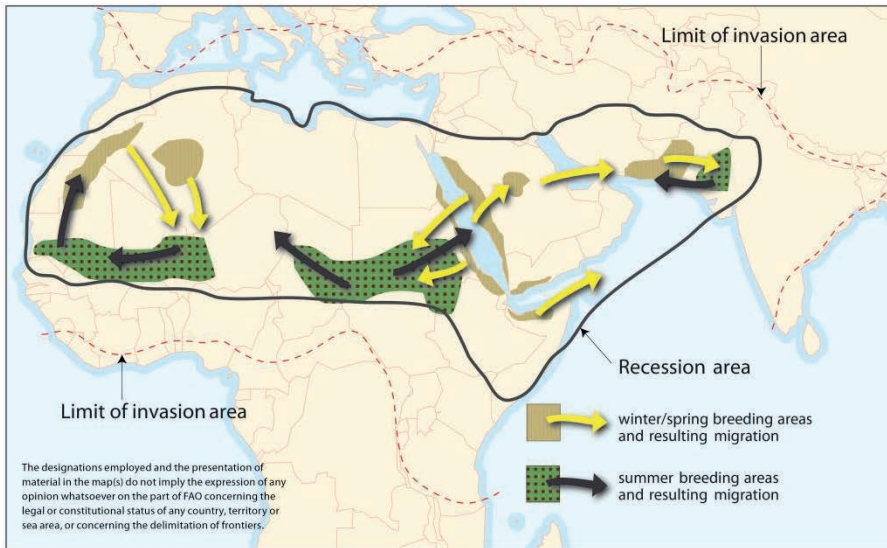 Limit of invasion area
Recession area
Limit of invasion area
winter/spring breeding areas
and resulting migration
summer breeding areas
and resulting migration
The designations employed and the presentation of
material in the map(s) do not imply the expression of any
opinion whatsoever on the part of FAO concerning the
legal or constitutional status of any country, territory or
sea area, or concerning the delimitation of frontiers.